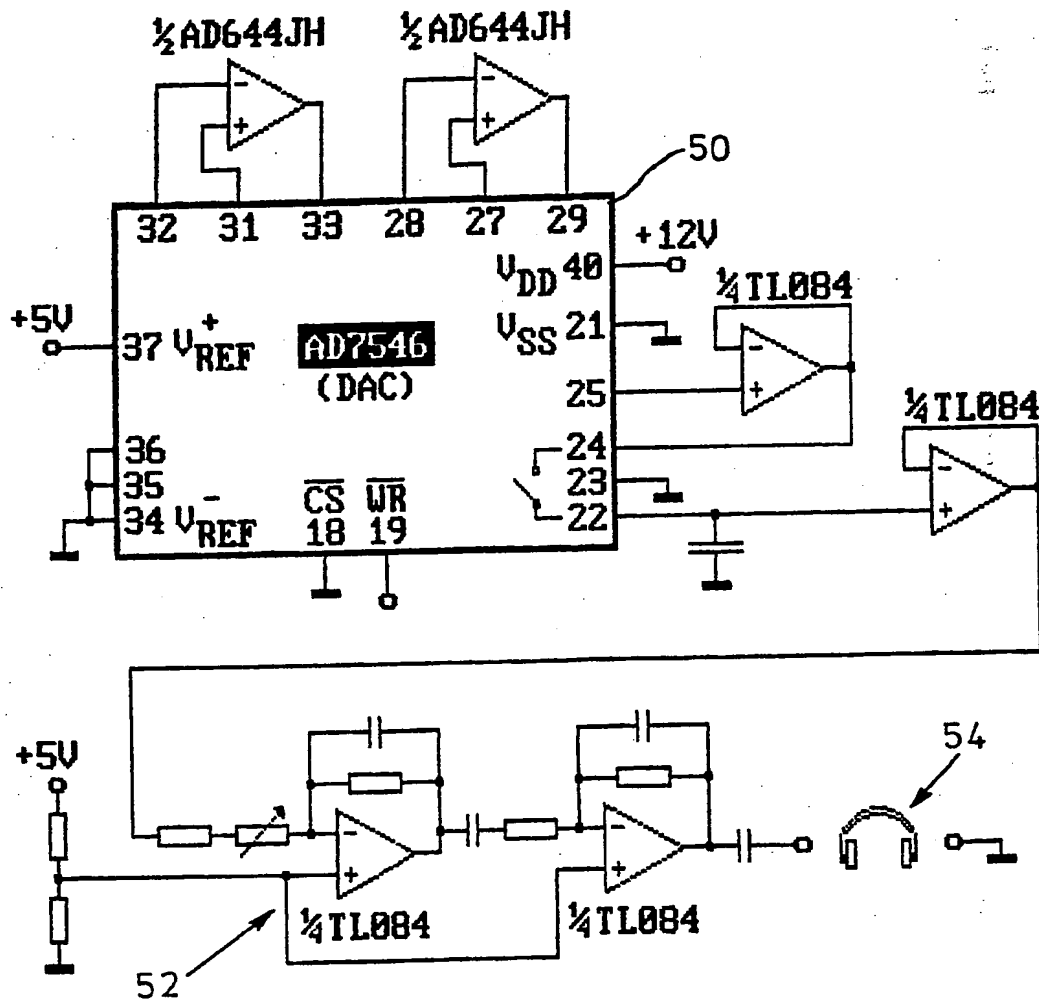 ½AD644JH ½AD644JH
50
32 31 33 28 27 29
+12V
VDD 40
¼TL084
+5V
VSS 21
37 V+REF
AD7546
(DAC)
25
¼TL084
36
24
35
CS WR
23
34 V-REF
18 19
22
+5V
54
¼TL084
¼TL084
52